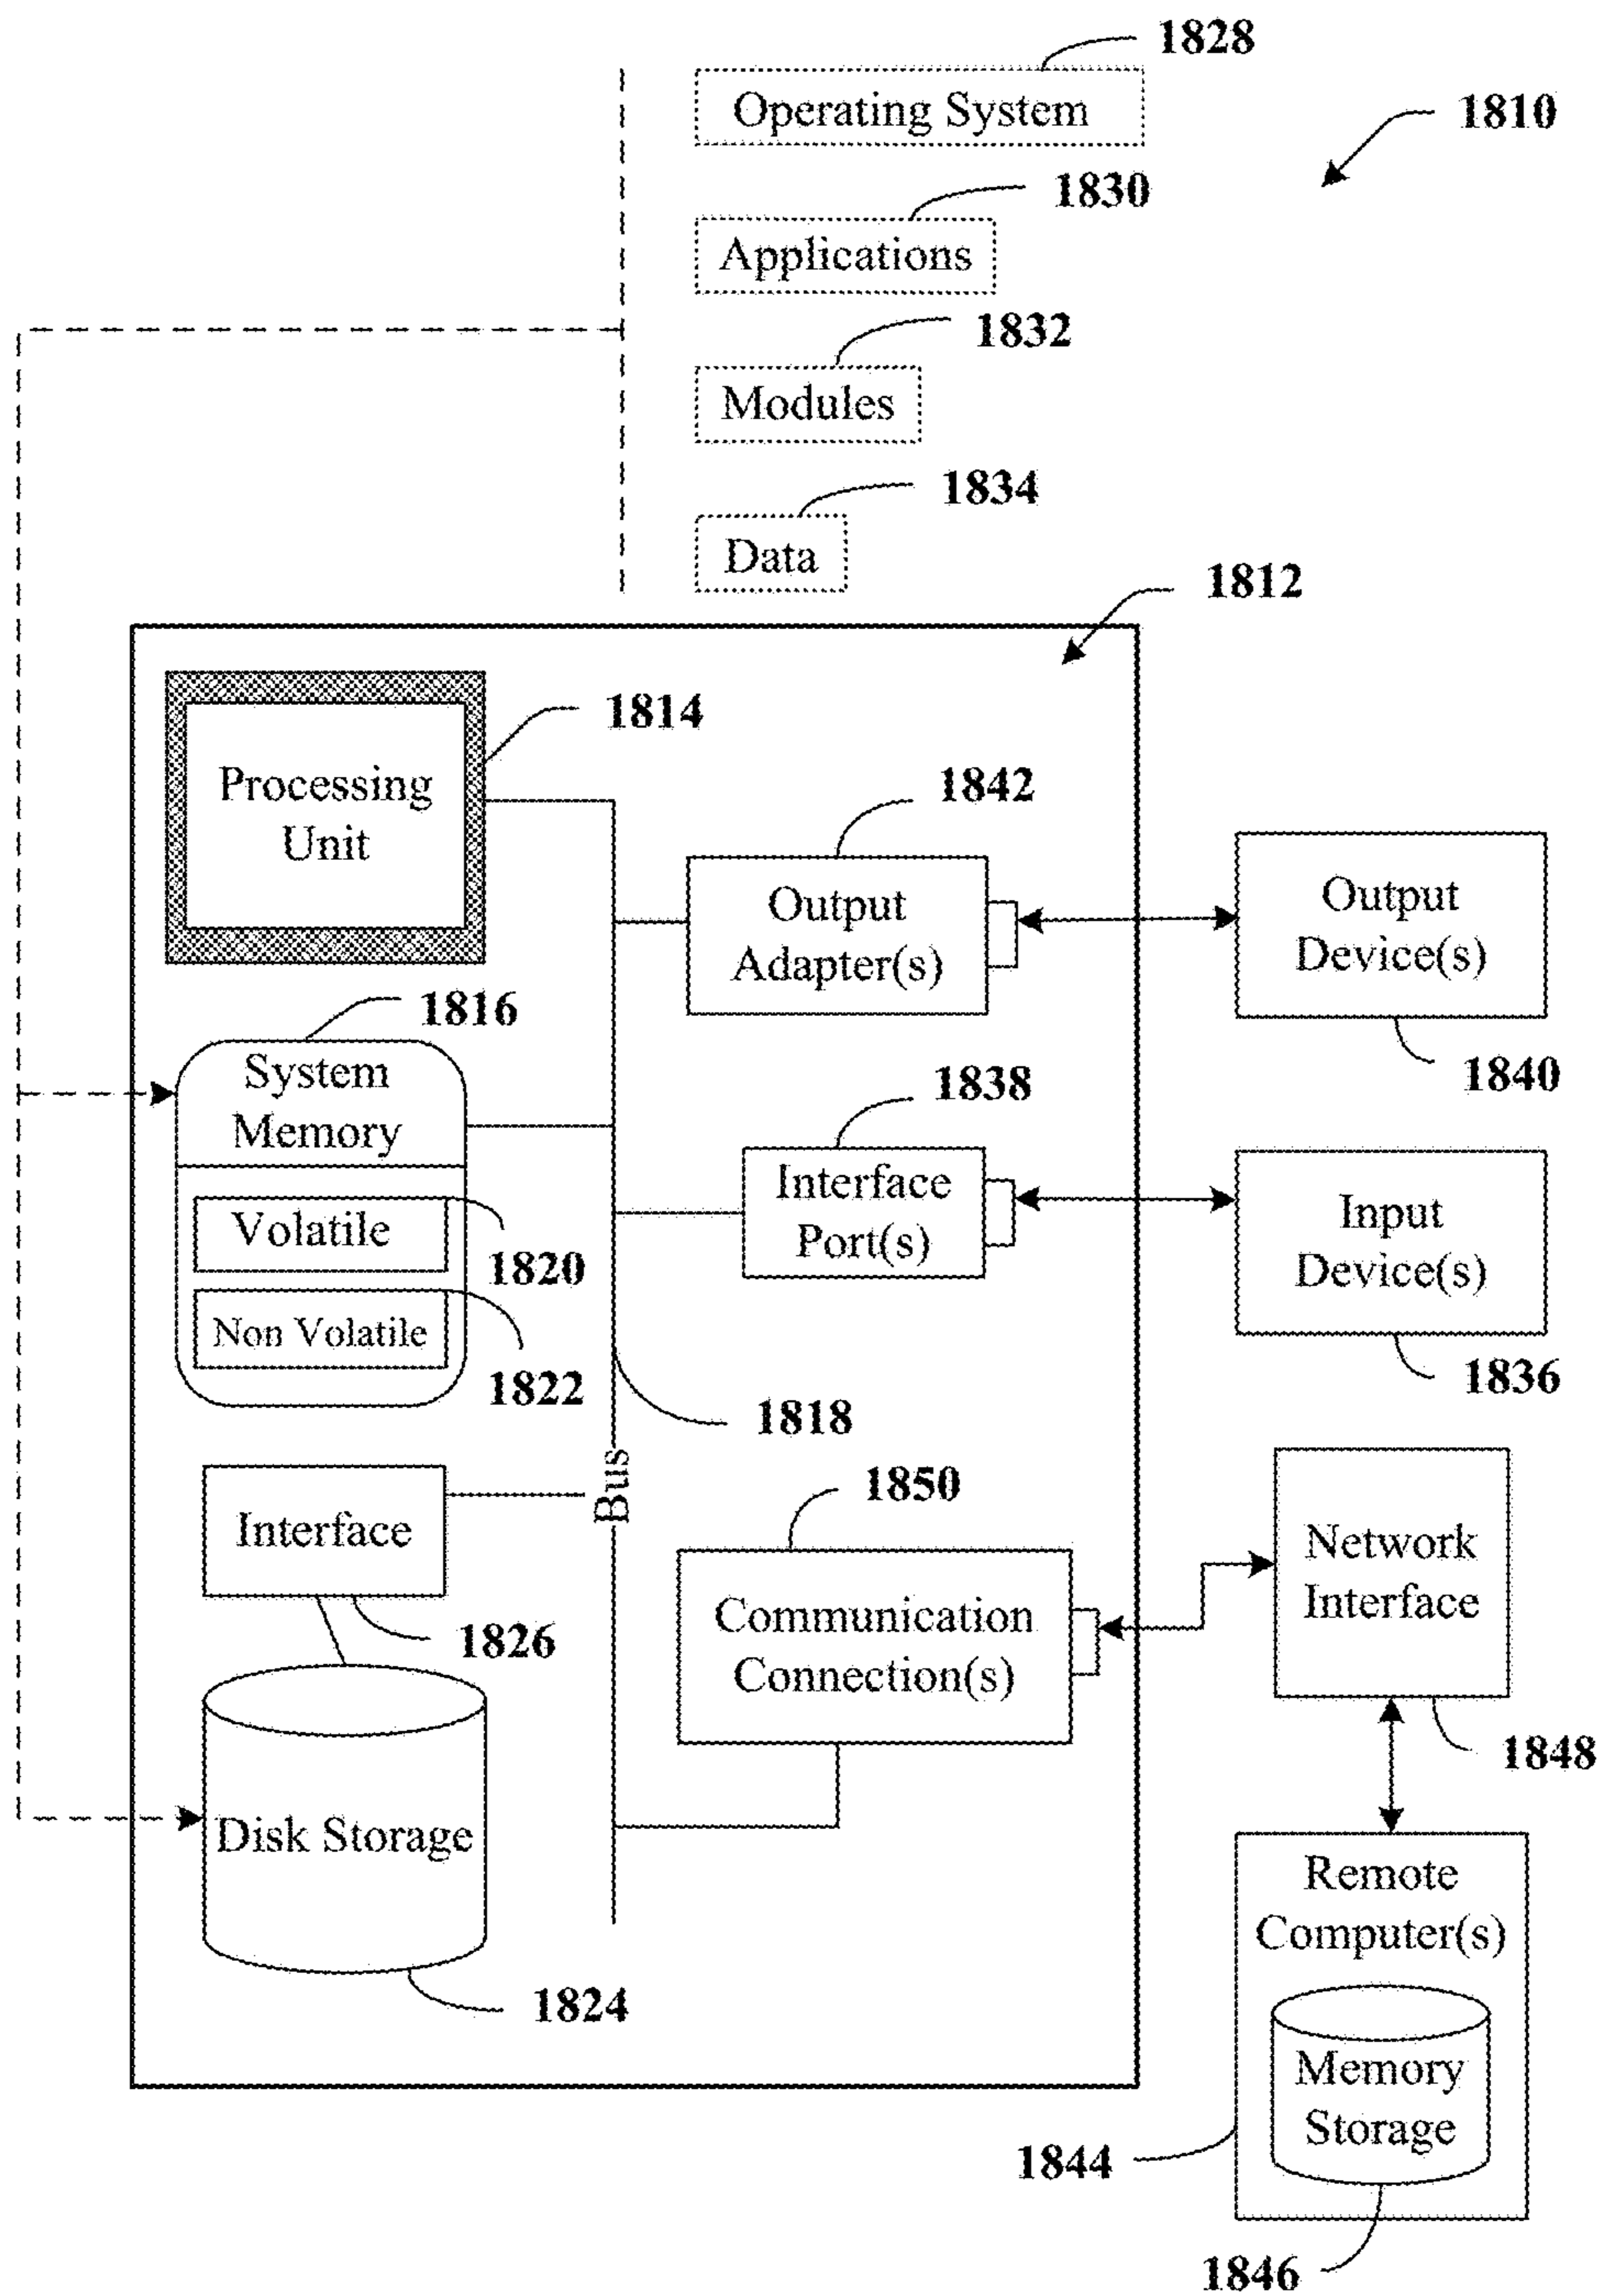 1828
Operating System
1810
1830
Applications
1832
Modules
1834
Data
1812
1814
Processing
Unit
1842
Output
Adapter(s)
Output
Device(s)
1840
1816
System
Memory
1838
Interface
Port(s)
Input
Device(s)
1836
Volatile
1820
Non Volatile
1822
1818
Bus
1850
Interface
1826
Communication
Connection(s)
Network
Interface
1848
Disk Storage
1824
Remote
Computer(s)
Memory
Storage
1844
1846